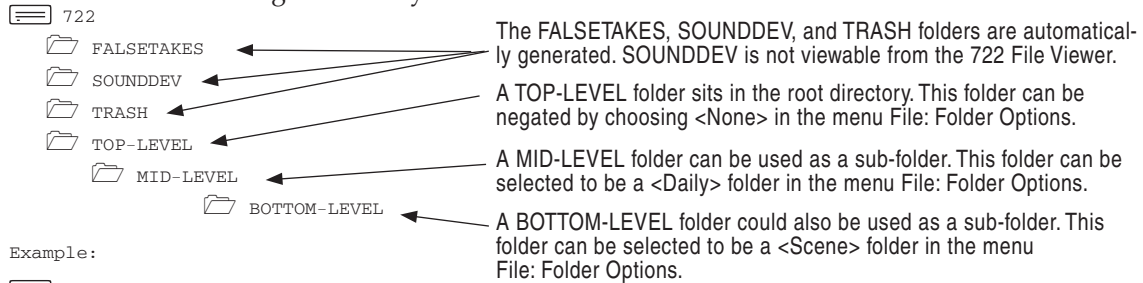 722
FALSETAKES
SOUNDDEV
TRASH
TOP-LEVEL
MID-LEVEL
BOTTOM-LEVEL
Example:
The FALSETAKES, SOUNDDEV, and TRASH folders are automatical-
ly generated. SOUNDDEV is not viewable from the 722 File Viewer.
A TOP-LEVEL folder sits in the root directory. This folder can be
negated by choosing <None> in the menu File: Folder Options.
A MID-LEVEL folder can be used as a sub-folder. This folder can be
selected to be a <Daily> folder in the menu File: Folder Options.
A BOTTOM-LEVEL folder could also be used as a sub-folder. This
folder can be selected to be a <Scene> folder in the menu
File: Folder Options.